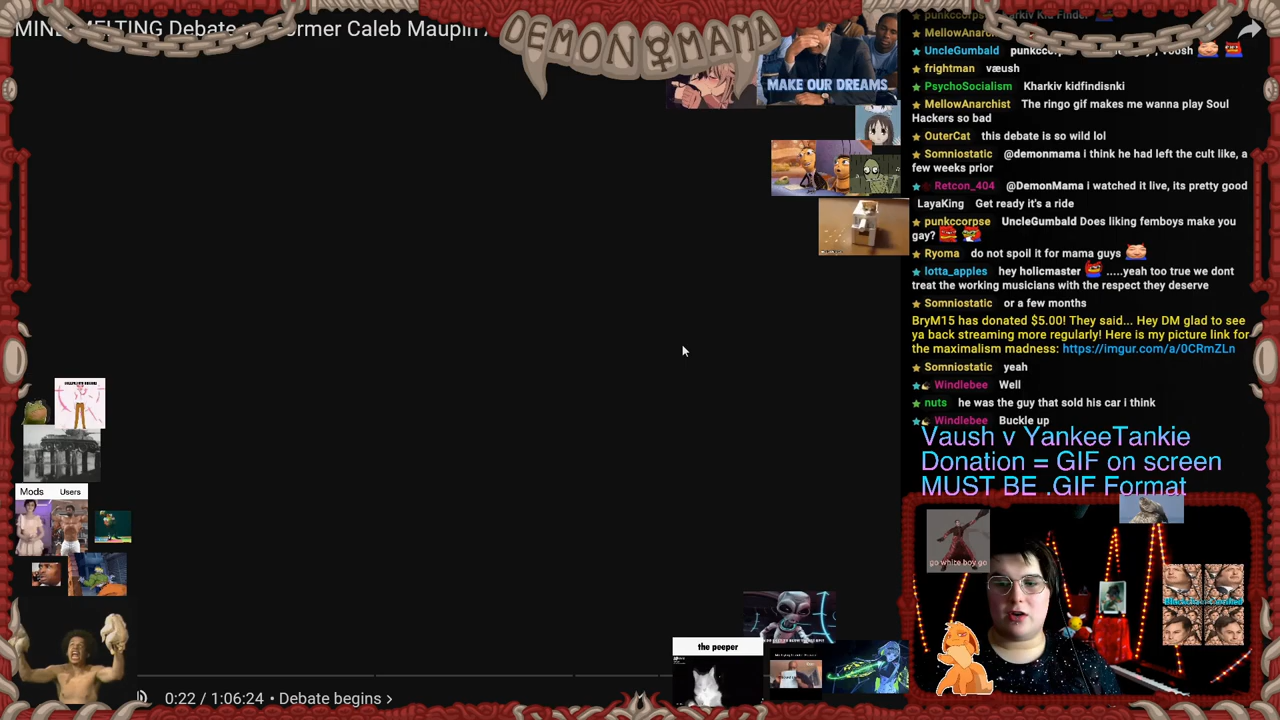 MIND-MELTING Debate
ormer Caleb Maupin
DEMON MAMA
MAKE OUR DREAMS
MellowAnarc
UncleGumbald
frightman væush
PsychoSocialism Kharkiv kidfindisnki
MellowAnarchist The ringo gif makes me wanna play Soul
Hackers so bad
OuterCat this debate is so wild lol
Somniostatic @demonmama i think he had left the cult like, a
few weeks prior
Retcon_404 @DemonMama i watched it live, its pretty good
LayaKing Get ready it's a ride
punkccorpse UncleGumbald Does liking femboys make you
gay?
Ryoma do not spoil it for mama guys
lotta_apples hey holicmaster .....yeah too true we dont
treat the working musicians with the respect they deserve
Somniostatic or a few months
BryM15 has donated $5.00! They said... Hey DM glad to see
ya back streaming more regularly! Here is my picture link for
the maximalism madness: https://imgur.com/a/0CRmZLn
Somniostatic yeah
Windlebee Well
nuts he was the guy that sold his car i think
Windlebee Buckle up
Vaush v YankeeTankie
Donation = GIF on screen
MUST BE .GIF Format
Mods Users
go white boy go
the peeper
0:22 / 1:06:24 • Debate begins >